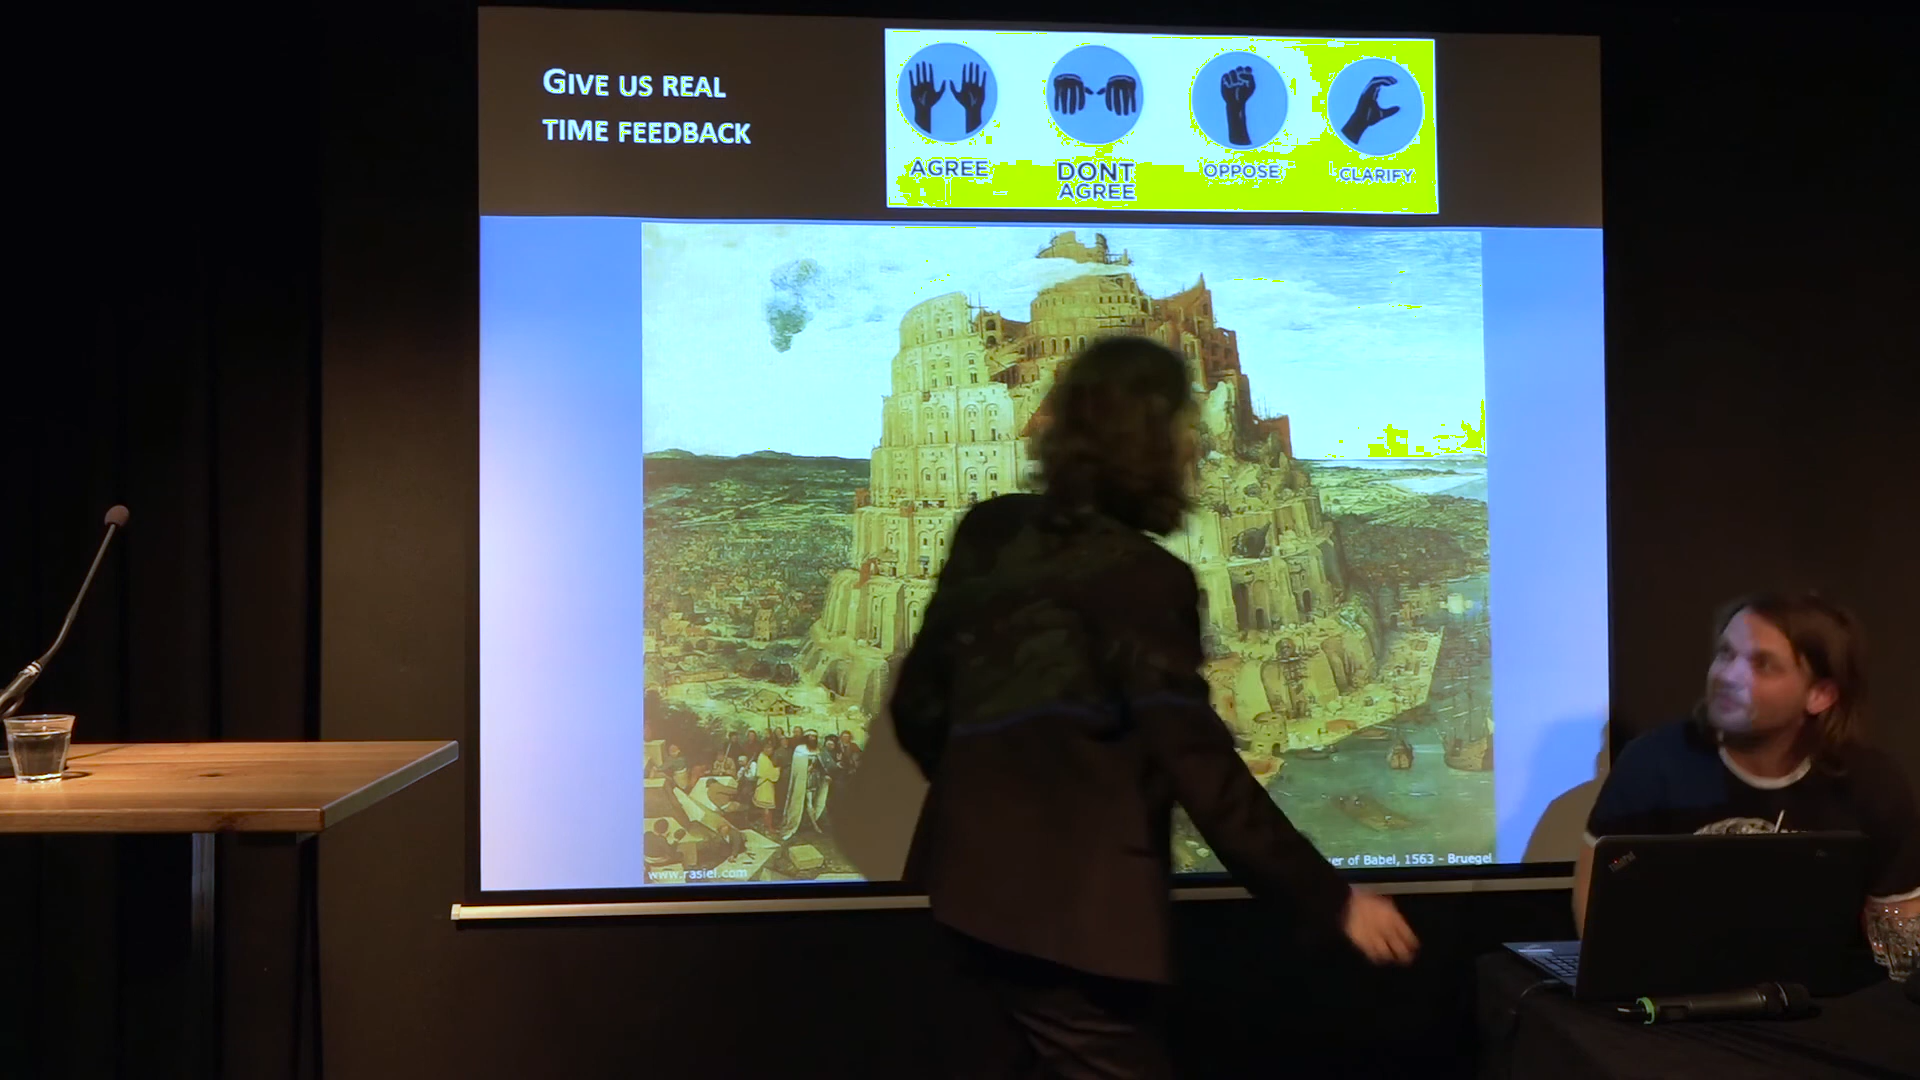 GIVE US REAL
TIME FEEDBACK
AGREE
DONT
AGREE
OPPOSE
CLARIFY
www.rasiel.com
er of Babel, 1563 - Bruegel